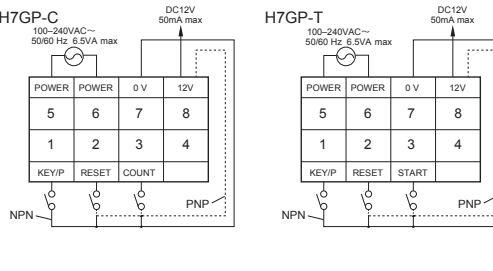 H7GP-C
DC12V
50mA max
100–240VAC～
50/60 Hz 6.5VA max
POWER POWER 0 V 12V
5 6 7 8
1 2 3 4
KEY/P RESET COUNT
NPN
PNP
H7GP-T
DC12V
50mA max
100–240VAC～
50/60 Hz 6.5VA max
POWER POWER 0 V 12V
5 6 7 8
1 2 3 4
KEY/P RESET START
NPN
PNP